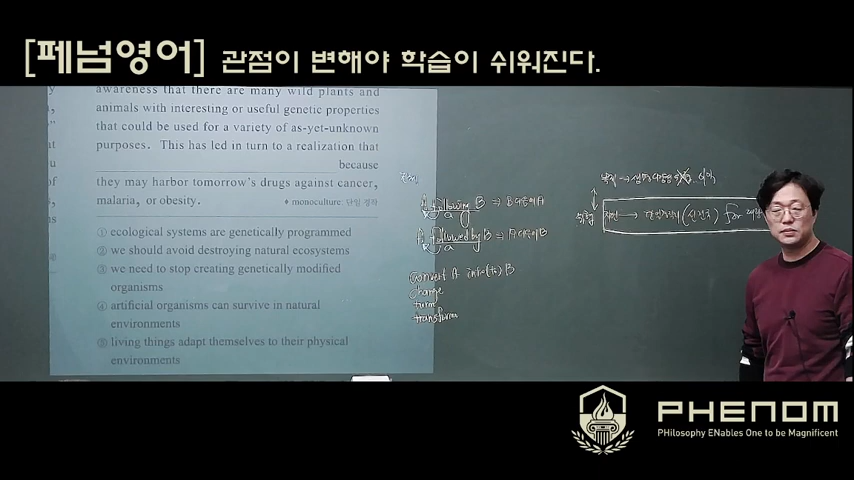 [페넘영어] 관점이 변해야 학습이 쉬워진다.
awareness that there are many wild plants and
animals with interesting or useful genetic properties
that could be used for a variety of as-yet-unknown
purposes. This has led in turn to a realization that
because
they may harbor tomorrow's drugs against cancer,
malaria, or obesity.
♦ monoculture: 단일 경작
① ecological systems are genetically programmed
② we should avoid destroying natural ecosystems
③ we need to stop creating genetically modified
organisms
④ artificial organisms can survive in natural
environments
⑤ living things adapt themselves to their physical
environments
A following B ⇒ B 다음에 A
A followed by B ⇒ A 다음에 B
convert A into(to) B
change
turn
transform
for
PHENOM
PHilosophy ENables One to be Magnificent